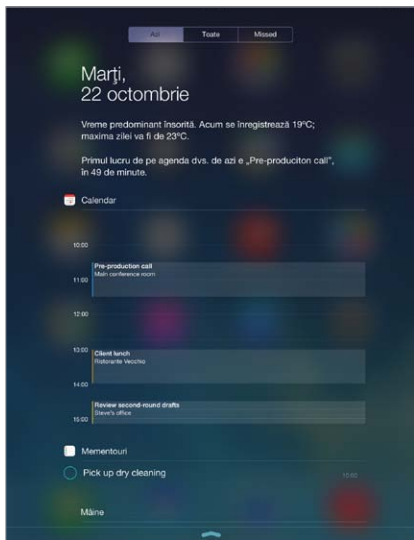 Azi Toate Missed
Marți,
22 octombrie
Vreme predominant însorită. Acum se înregistrează 19°C;
maxima zilei va fi de 23°C.
Primul lucru de pe agenda dvs. de azi e „Pre-produciton call”,
în 49 de minute.
Calendar
10:00
Pre-production call
Main conference room
11:00
12:00
13:00
Client lunch
Ristorante Vecchio
14:00
Review second-round drafts
Steve's office
15:00
Mementouri
Pick up dry cleaning
Mâine